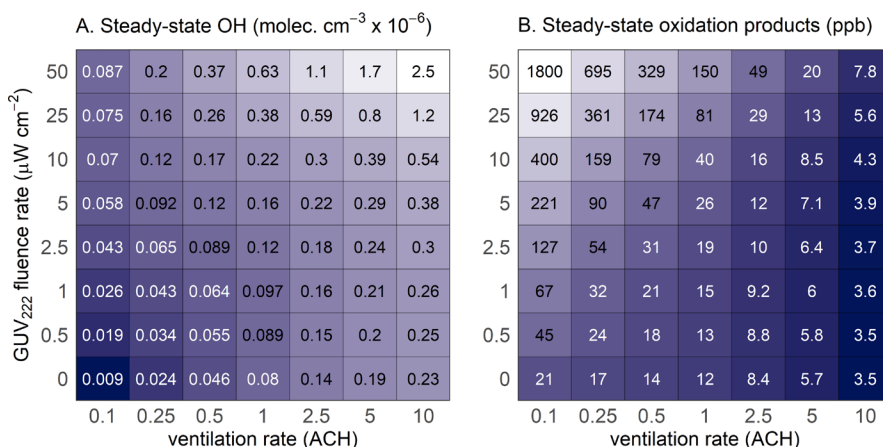 A. Steady-state OH (molec. cm⁻³ x 10⁻⁶)
GUV₂₂₂ fluence rate (μW cm⁻²)
50 0.087 0.2 0.37 0.63 1.1 1.7 2.5
25 0.075 0.16 0.26 0.38 0.59 0.8 1.2
10 0.07 0.12 0.17 0.22 0.3 0.39 0.54
5 0.058 0.092 0.12 0.16 0.22 0.29 0.38
2.5 0.043 0.065 0.089 0.12 0.18 0.24 0.3
1 0.026 0.043 0.064 0.097 0.16 0.21 0.26
0.5 0.019 0.034 0.055 0.089 0.15 0.2 0.25
0 0.009 0.024 0.046 0.08 0.14 0.19 0.23
0.1 0.25 0.5 1 2.5 5 10
ventilation rate (ACH)
B. Steady-state oxidation products (ppb)
50 1800 695 329 150 49 20 7.8
25 926 361 174 81 29 13 5.6
10 400 159 79 40 16 8.5 4.3
5 221 90 47 26 12 7.1 3.9
2.5 127 54 31 19 10 6.4 3.7
1 67 32 21 15 9.2 6 3.6
0.5 45 24 18 13 8.8 5.8 3.5
0 21 17 14 12 8.4 5.7 3.5
0.1 0.25 0.5 1 2.5 5 10
ventilation rate (ACH)